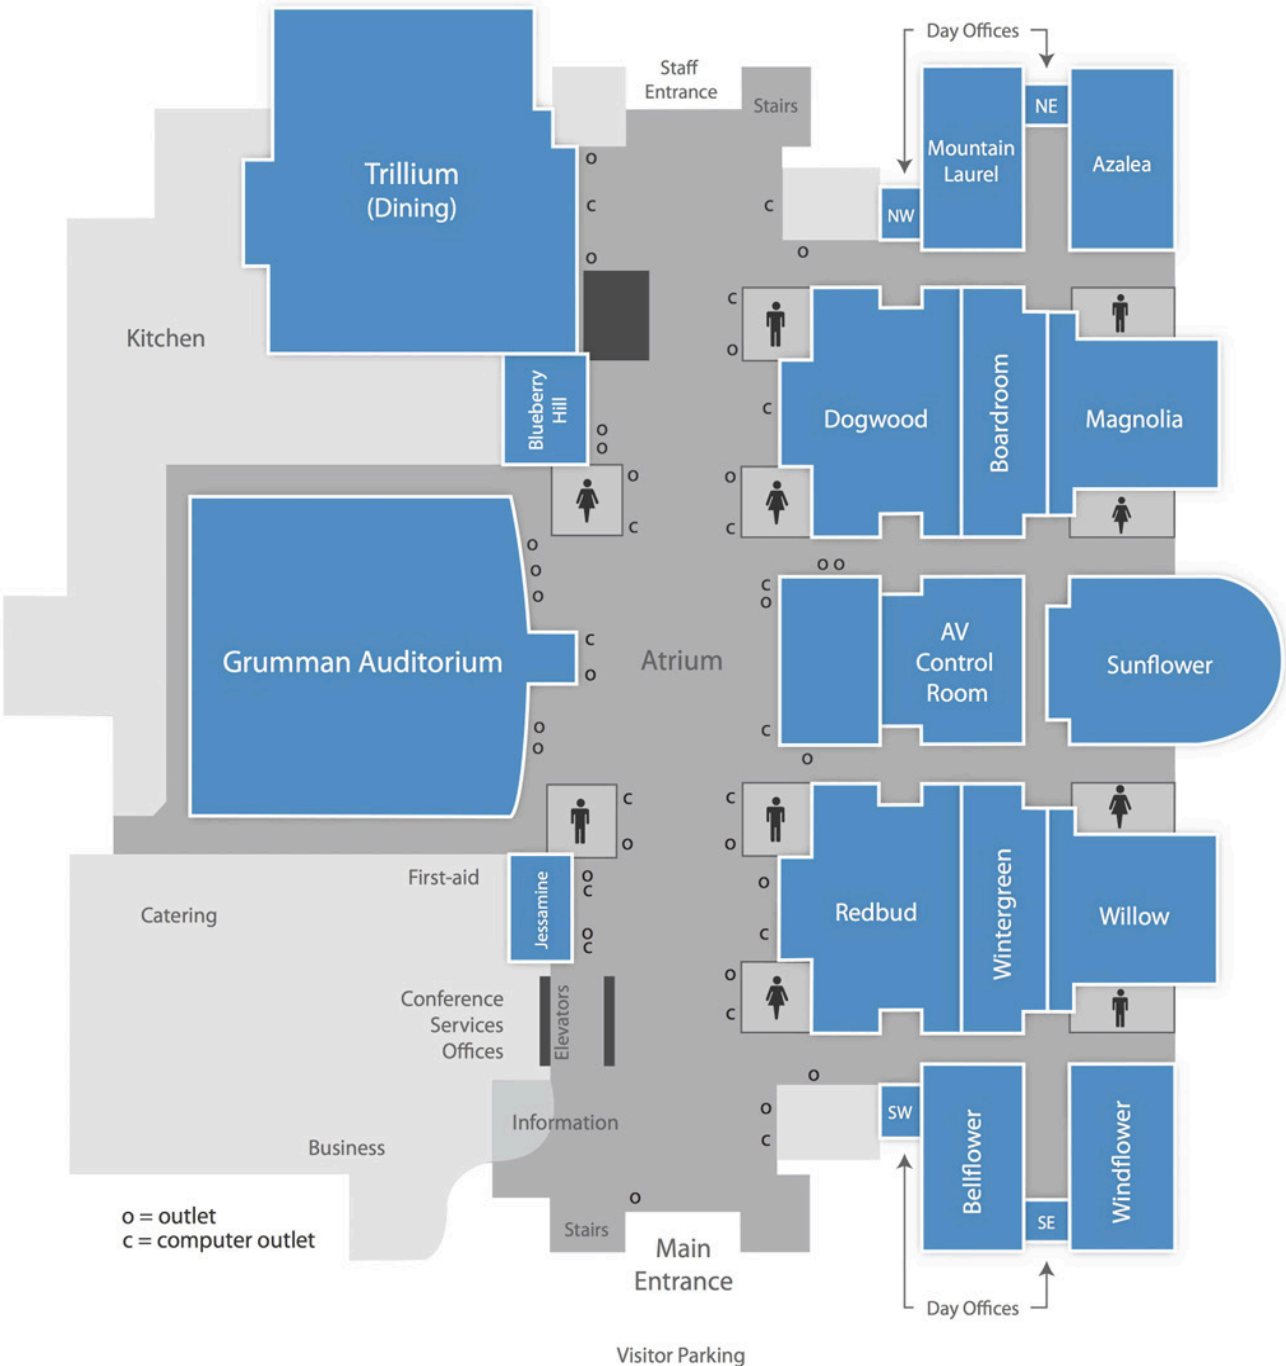 Day Offices
Staff
Entrance
Stairs
NE
Mountain
Laurel
Azalea
NW
Trillium
(Dining)
o
c
o
c
o
Kitchen
Blueberry
Hill
o
o
o
c
c
o
c
o
c
Dogwood
Boardroom
Magnolia
o o
c
o
c
o
o
o
o
c
o
o
o
Grumman Auditorium
Atrium
AV
Control
Room
Sunflower
c
o
c
o
o
c
o
c
Redbud
Wintergreen
Willow
First-aid
Catering
Jessamine
o
c
o
c
Conference
Services
Offices
Elevators
Information
Business
o
o
c
SW
Bellflower
Windflower
SE
o
o = outlet
c = computer outlet
Stairs
Main
Entrance
Day Offices
Visitor Parking